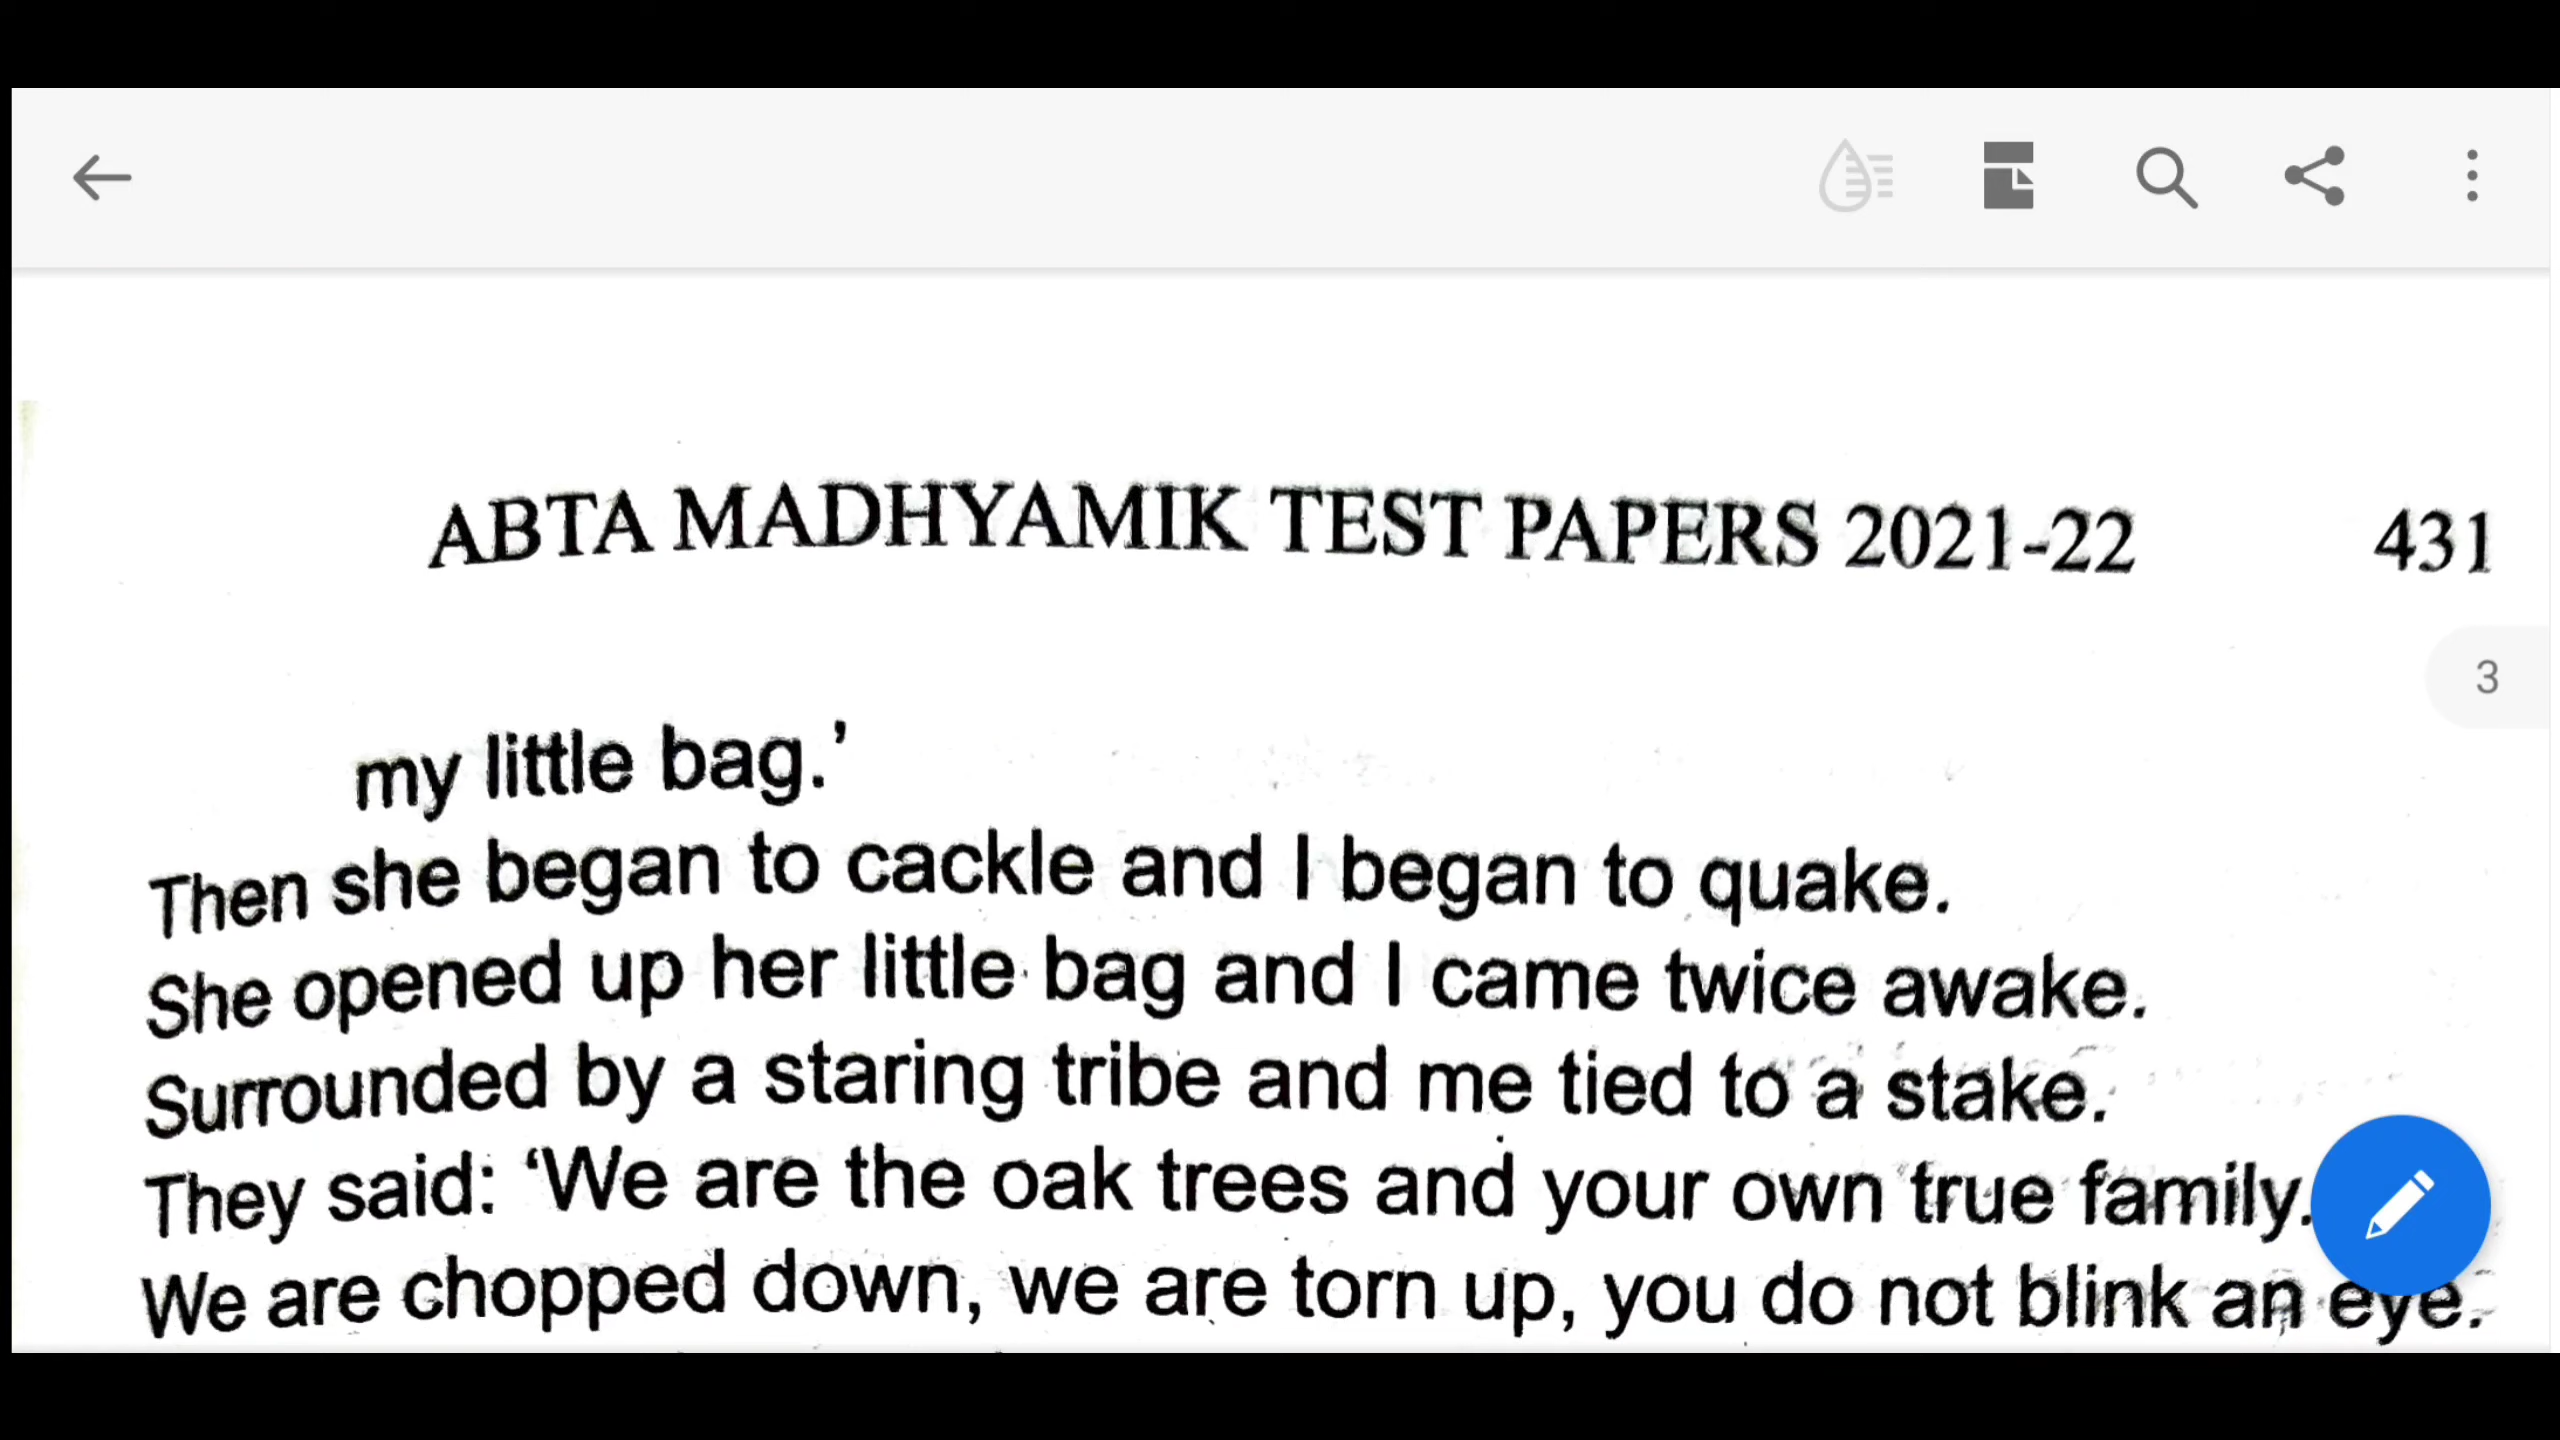 ABTA MADHYAMIK TEST PAPERS 2021-22 431
3
my little bag.’
Then she began to cackle and I began to quake.
She opened up her little bag and I came twice awake.
Surrounded by a staring tribe and me tied to a stake.
They said: ‘We are the oak trees and your own true family.
We are chopped down, we are torn up, you do not blink an eye.